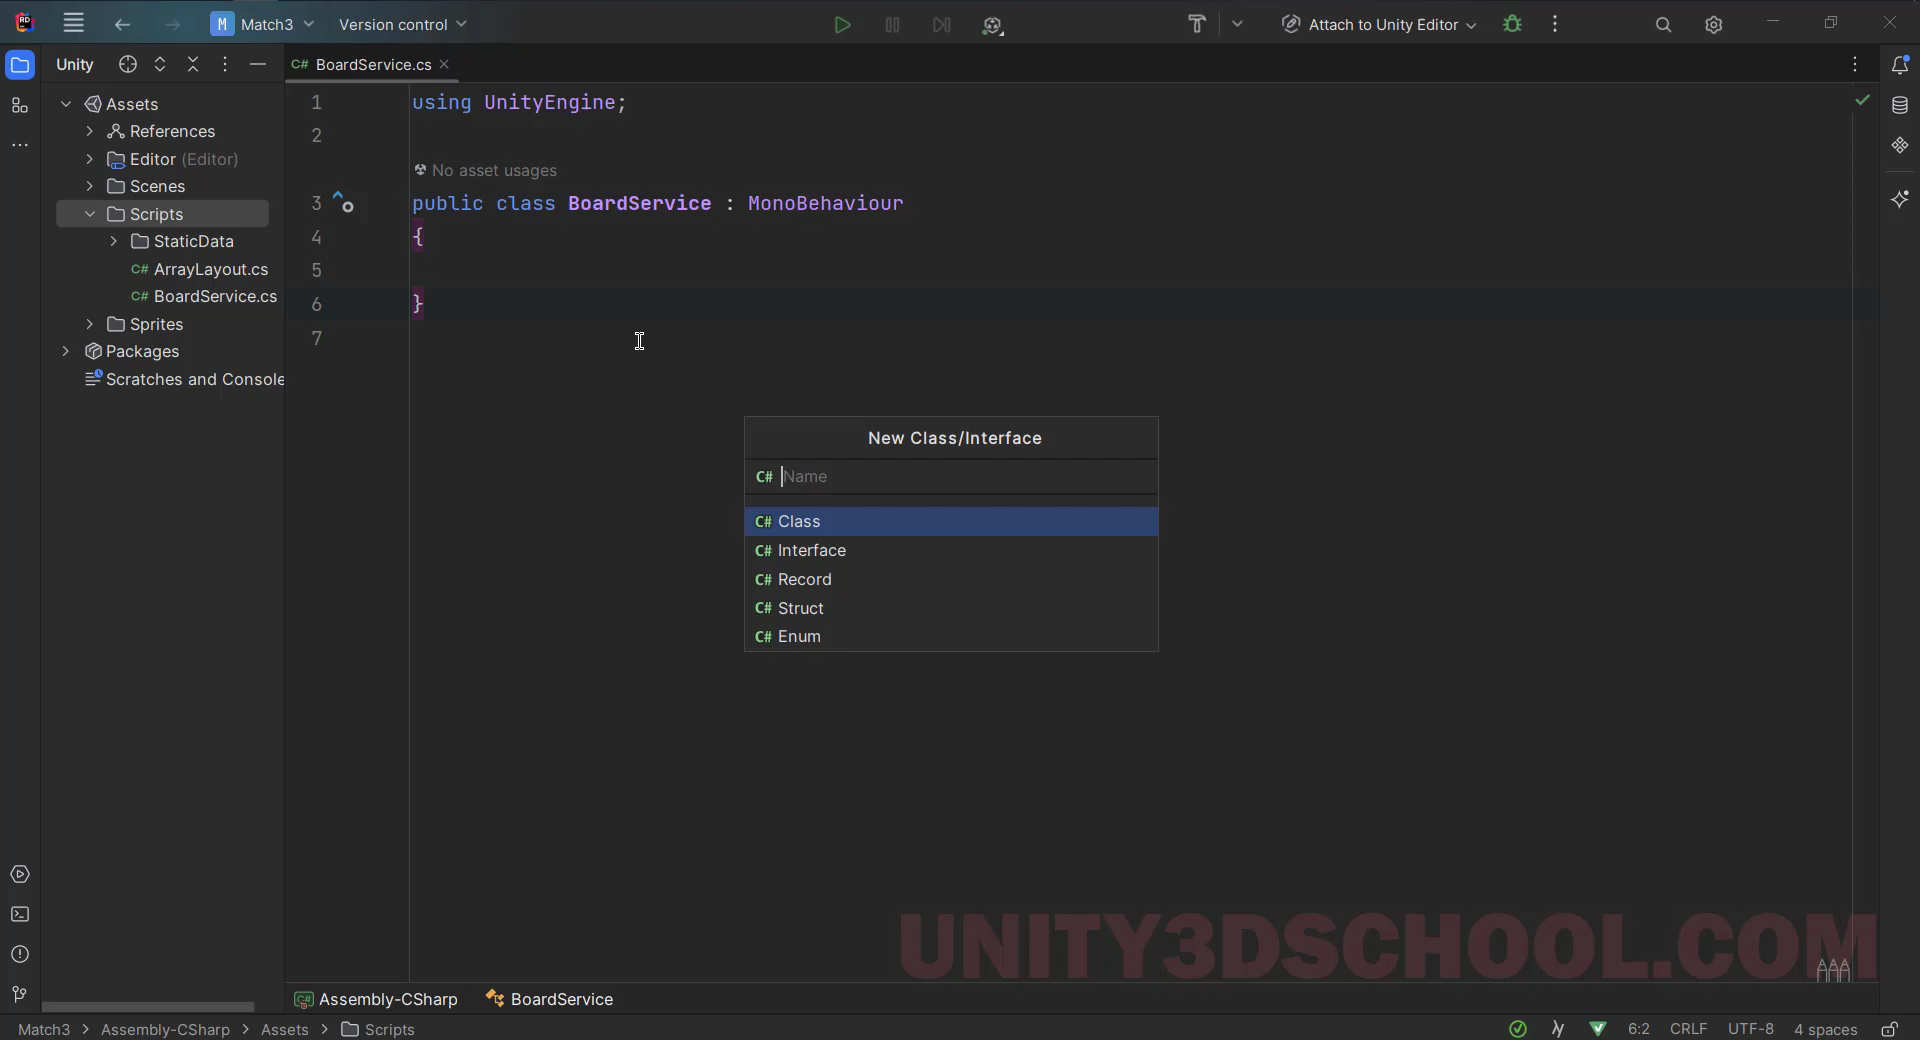 Match3
Version control
Attach to Unity Editor
Unity
C# BoardService.cs
Assets
References
Editor (Editor)
Scenes
Scripts
StaticData
C# ArrayLayout.cs
C# BoardService.cs
Sprites
Packages
Scratches and Console
1 using UnityEngine;
2
No asset usages
3 public class BoardService : MonoBehaviour
4 {
5
6 }
7
New Class/Interface
C# Name
C# Class
C# Interface
C# Record
C# Struct
C# Enum
UNITY3DSCHOOL.COM
Assembly-CSharp BoardService
Match3 > Assembly-CSharp > Assets > Scripts
6:2 CRLF UTF-8 4 spaces